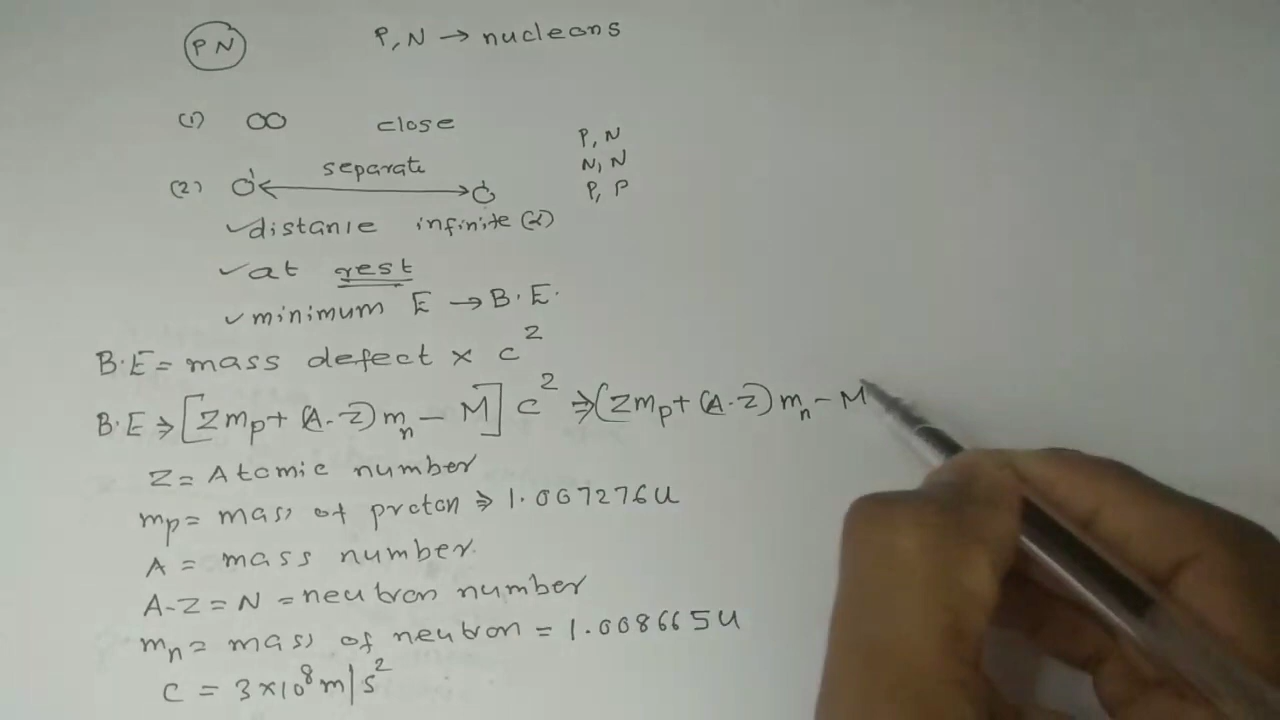 PN P, N → nucleons
(1) close
P, N
separate N, N
(2) P, P
distanie infinite (α)
at rest
minimum E → B.E.
B.E = mass defect × c²
B.E ⇒ [Zmp + (A-Z)mn - M] c² ⇒ (Zmp + (A-Z)mn - M
Z = Atomic number
mp = mass of proton ⇒ 1.007276U
A = mass number.
A-Z = N = neutron number
mn = mass of neutron = 1.008665U
C = 3×10⁸ m/s²